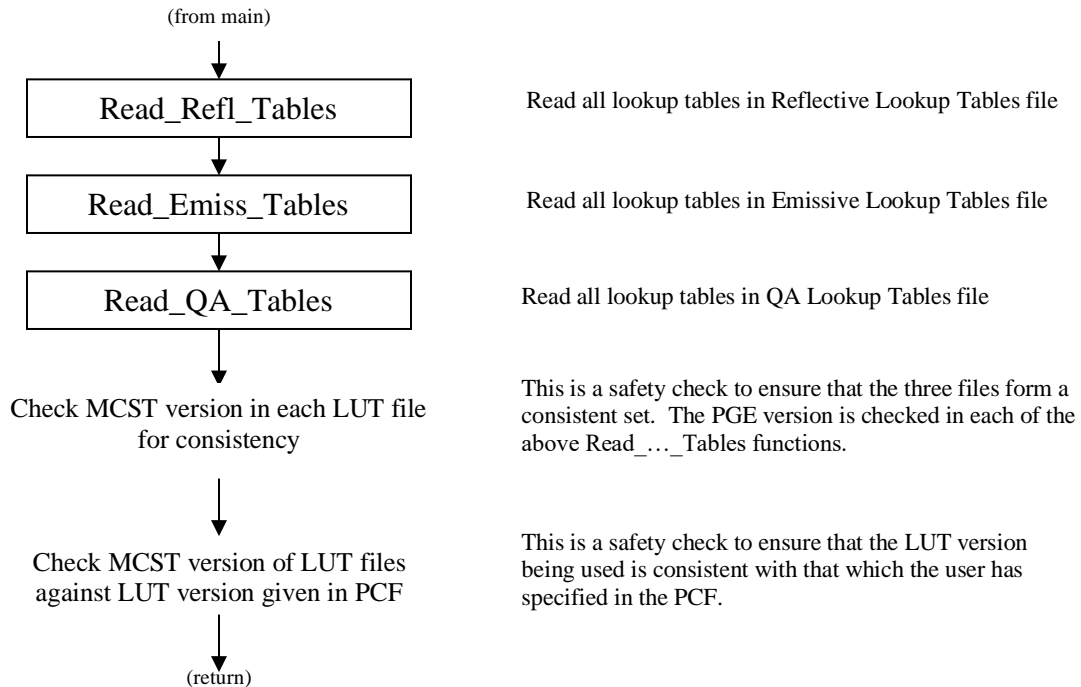 (from main)
Read_Refl_Tables
Read all lookup tables in Reflective Lookup Tables file
Read_Emiss_Tables
Read all lookup tables in Emissive Lookup Tables file
Read_QA_Tables
Read all lookup tables in QA Lookup Tables file
Check MCST version in each LUT file
for consistency
This is a safety check to ensure that the three files form a
consistent set.  The PGE version is checked in each of the
above Read_…_Tables functions.
Check MCST version of LUT files
against LUT version given in PCF
This is a safety check to ensure that the LUT version
being used is consistent with that which the user has
specified in the PCF.
(return)